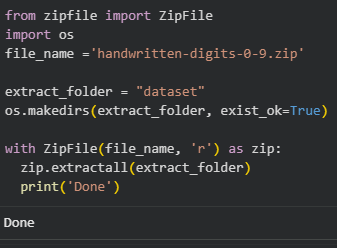 from zipfile import ZipFile
import os
file_name ='handwritten-digits-0-9.zip'

extract_folder = "dataset"
os.makedirs(extract_folder, exist_ok=True)

with ZipFile(file_name, 'r') as zip:
  zip.extractall(extract_folder)
  print('Done')

Done